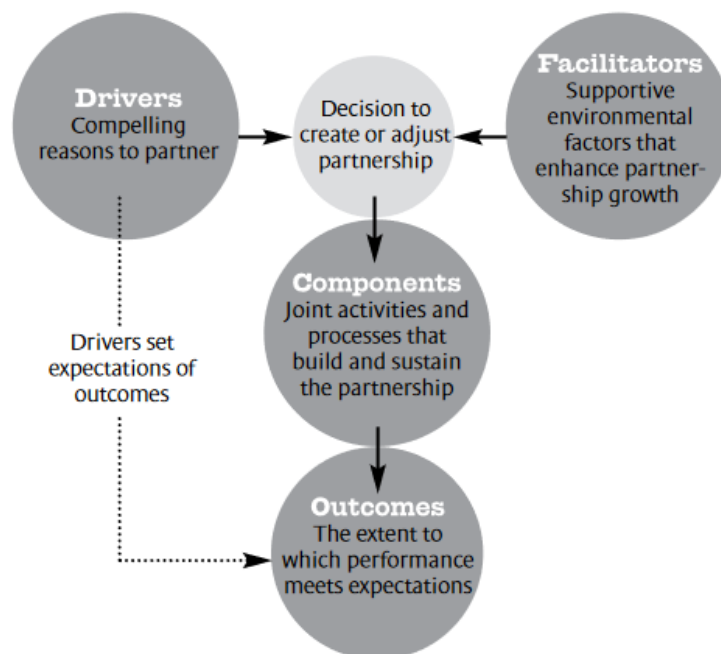 Drivers
Compelling
reasons to partner
Decision to
create or adjust
partnership
Facilitators
Supportive
environmental
factors that
enhance partner-
ship growth
Components
Joint activities and
processes that
build and sustain
the partnership
Drivers set
expectations of
outcomes
Outcomes
The extent to
which performance
meets expectations